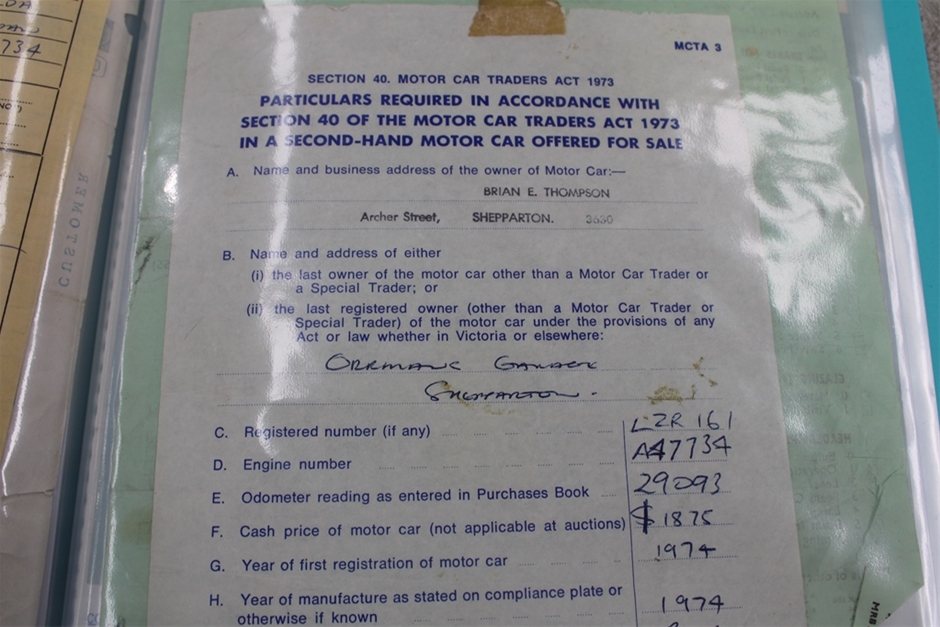 734
CUSTOMER
MCTA 3
SECTION 40. MOTOR CAR TRADERS ACT 1973
PARTICULARS REQUIRED IN ACCORDANCE WITH
SECTION 40 OF THE MOTOR CAR TRADERS ACT 1973
IN A SECOND-HAND MOTOR CAR OFFERED FOR SALE
A. Name and business address of the owner of Motor Car:—
BRIAN E. THOMPSON
Archer Street, SHEPPARTON. 3630
B. Name and address of either
(i) the last owner of the motor car other than a Motor Car Trader or
a Special Trader; or
(ii) the last registered owner (other than a Motor Car Trader or
Special Trader) of the motor car under the provisions of any
Act or law whether in Victoria or elsewhere:
ORRMANS GARAGE
SHEPPARTON.
C. Registered number (if any) LZR 161
D. Engine number A47734
E. Odometer reading as entered in Purchases Book 29093
F. Cash price of motor car (not applicable at auctions) $1875
G. Year of first registration of motor car 1974
H. Year of manufacture as stated on compliance plate or
otherwise if known 1974